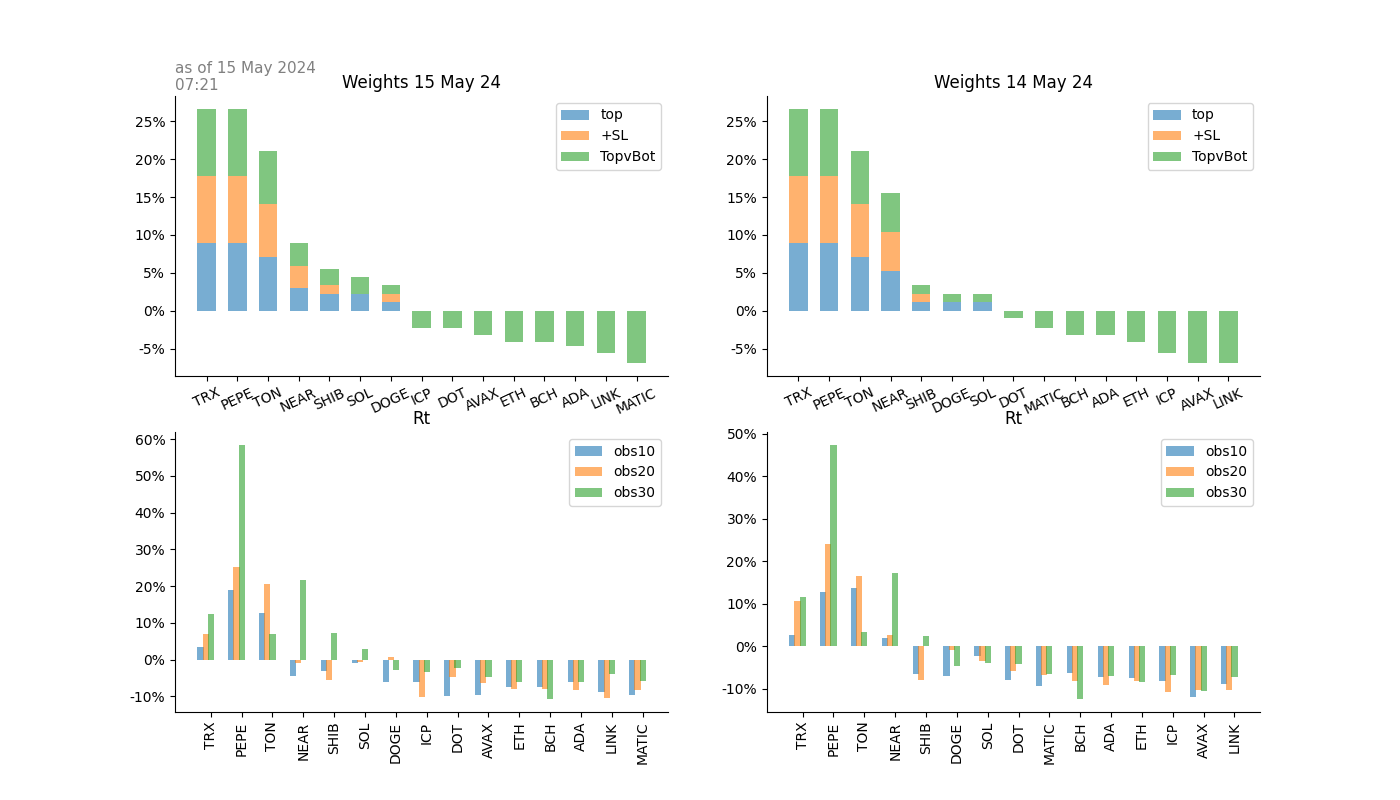 as of 15 May 2024
07:21
Weights 15 May 24
25%
20%
15%
10%
5%
0%
-5%
top
+SL
TopvBot
TRX PEPE TON NEAR SHIB SOL DOGE ICP DOT AVAX ETH BCH ADA LINK MATIC
Weights 14 May 24
25%
20%
15%
10%
5%
0%
-5%
top
+SL
TopvBot
TRX PEPE TON NEAR SHIB DOGE SOL DOT MATIC BCH ADA ETH ICP AVAX LINK
Rt
60%
50%
40%
30%
20%
10%
0%
-10%
obs10
obs20
obs30
TRX PEPE TON NEAR SHIB SOL DOGE ICP DOT AVAX ETH BCH ADA LINK MATIC
Rt
50%
40%
30%
20%
10%
0%
-10%
obs10
obs20
obs30
TRX PEPE TON NEAR SHIB DOGE SOL DOT MATIC BCH ADA ETH ICP AVAX LINK